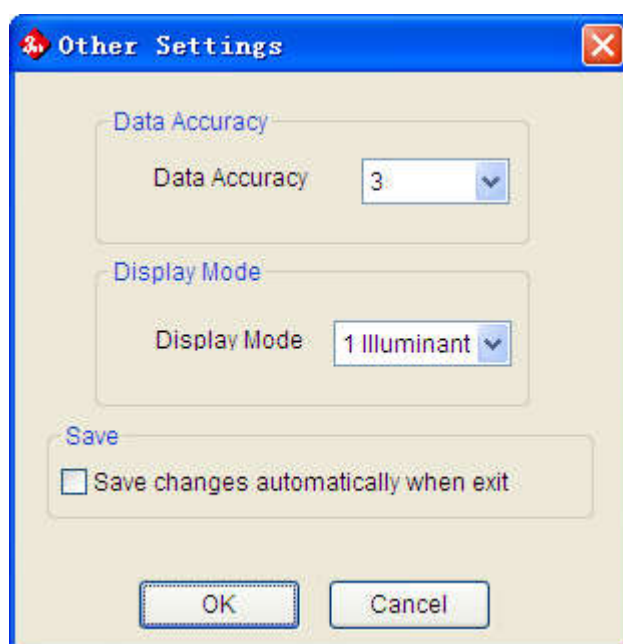 Other Settings
Data Accuracy
Data Accuracy 3
Display Mode
Display Mode 1 Illuminant
Save
Save changes automatically when exit
OK Cancel